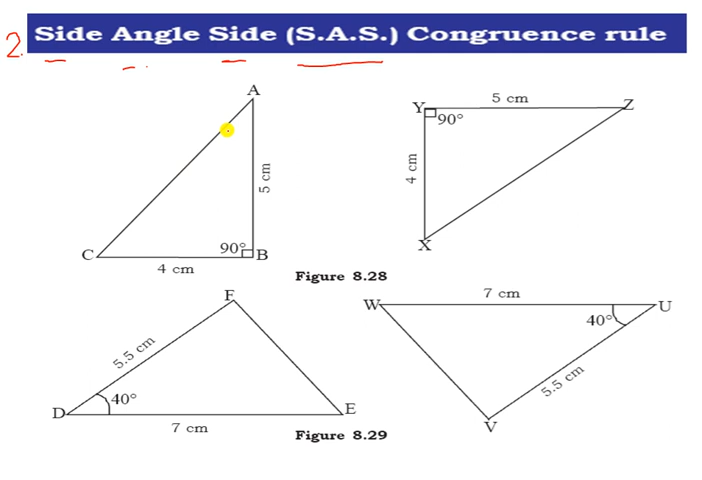 2. Side Angle Side (S.A.S.) Congruence rule
A
Y
5 cm
Z
90°
5 cm
4 cm
90°
C
B
X
4 cm
Figure 8.28
F
W
7 cm
U
40°
5.5 cm
5.5 cm
40°
D
E
7 cm
V
Figure 8.29